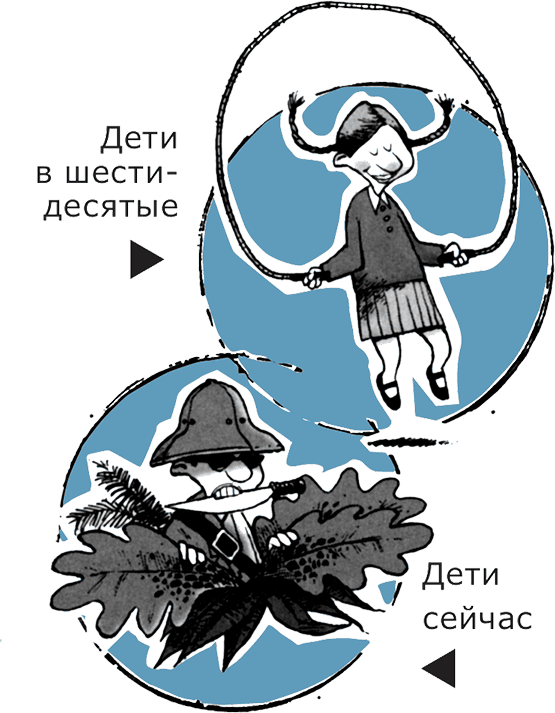 Дети
в шести-
десятые
Дети
сейчас